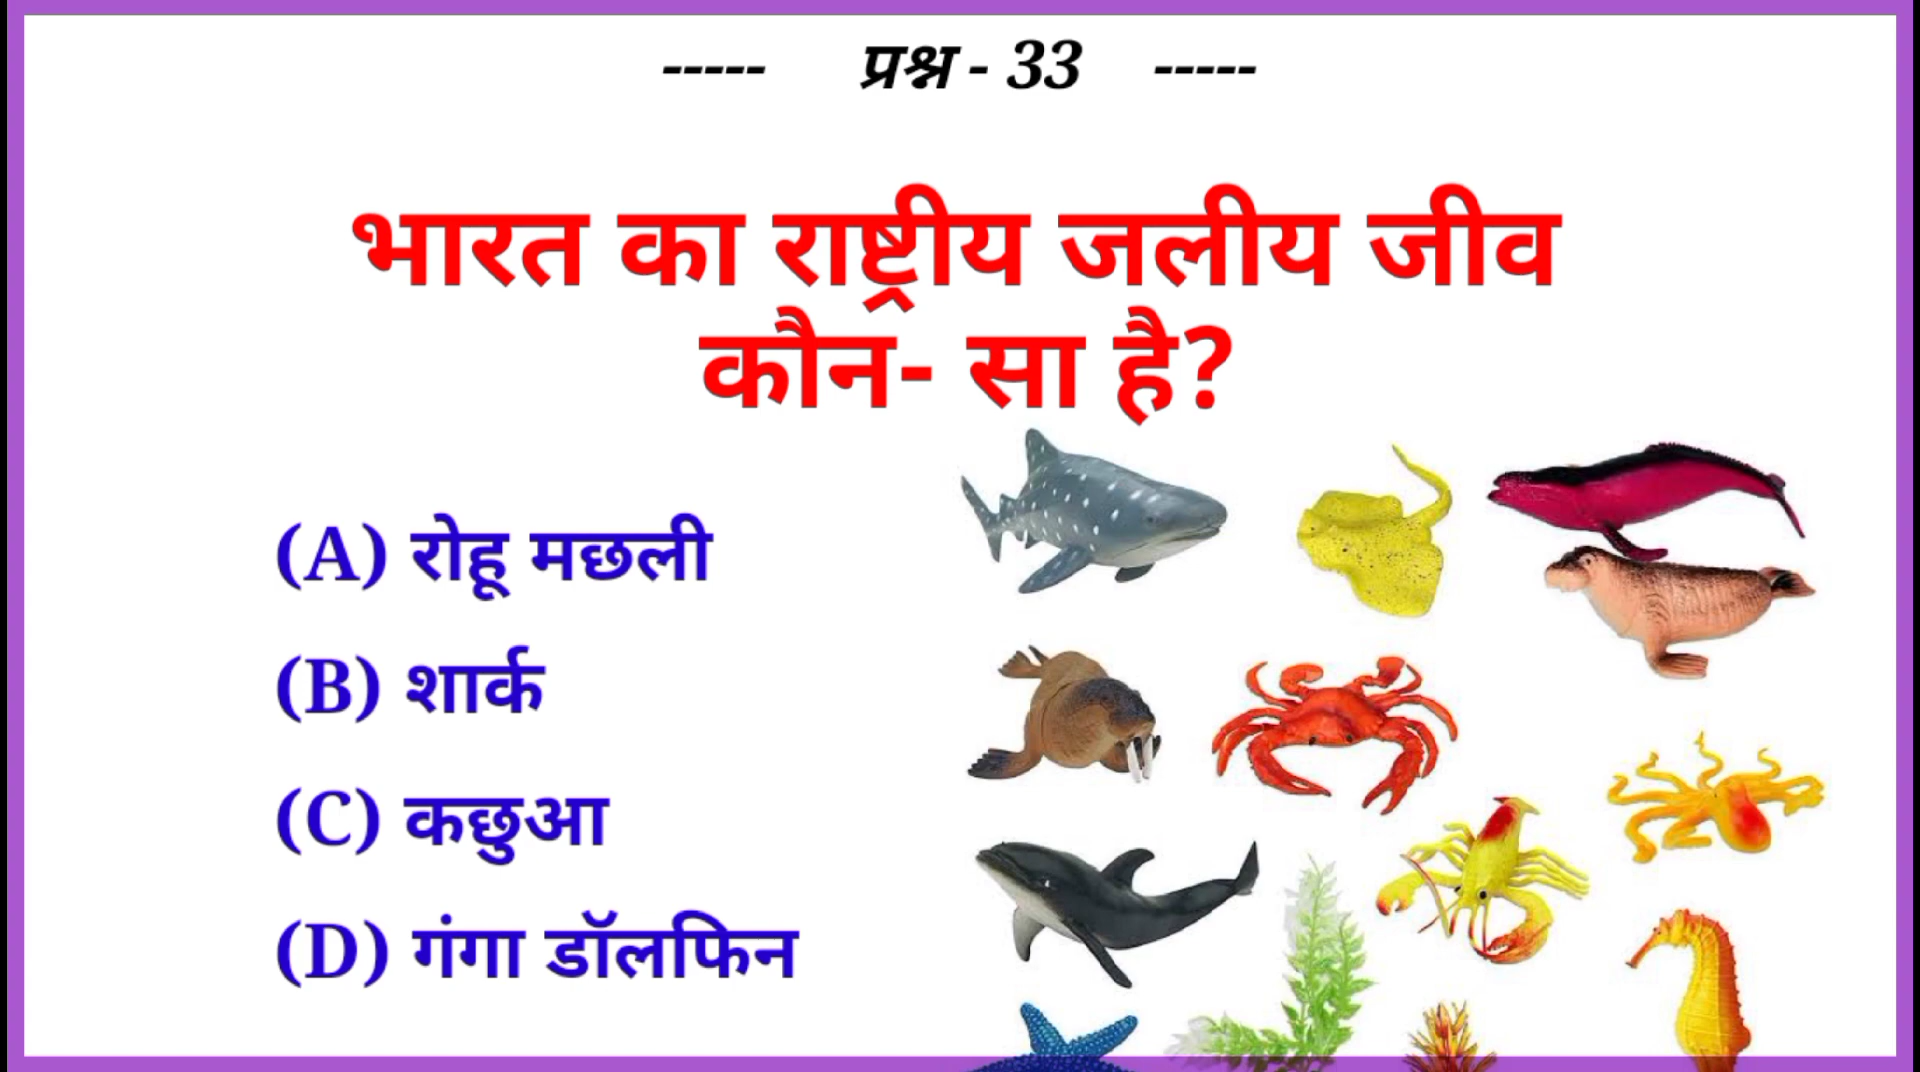 ----- प्रश्न - 33 -----
भारत का राष्ट्रीय जलीय जीव
कौन- सा है?
(A) रोहू मछली
(B) शार्क
(C) कछुआ
(D) गंगा डॉलफिन